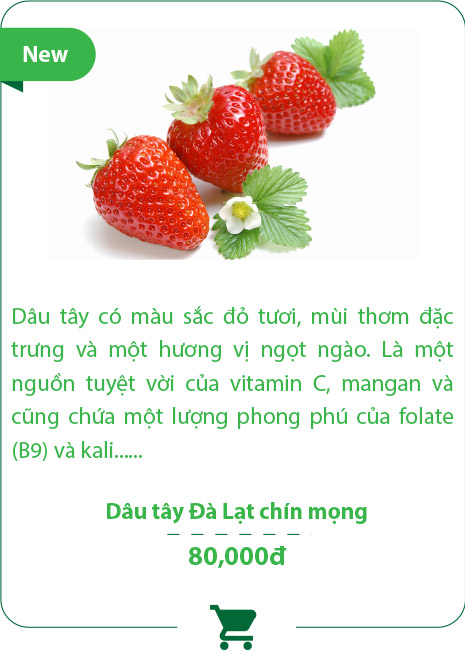 New
Dâu tây có màu sắc đỏ tươi, mùi thơm đặc
trưng và một hương vị ngọt ngào. Là một
nguồn tuyệt vời của vitamin C, mangan và
cũng chứa một lượng phong phú của folate
(B9) và kali......
Dâu tây Đà Lạt chín mọng
80,000đ